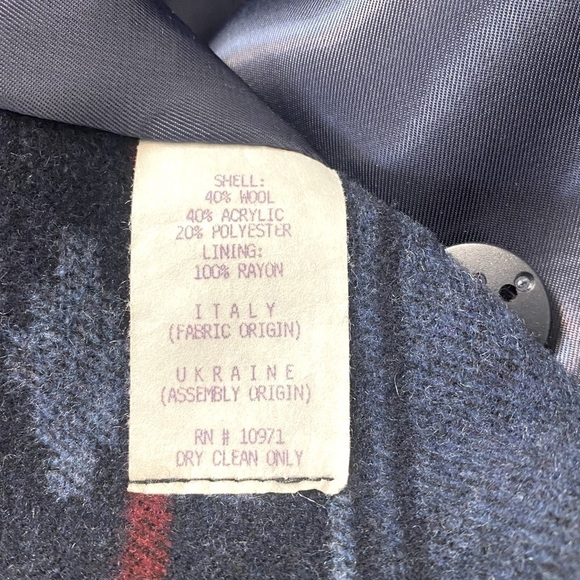 SHELL:
40% WOOL
40% ACRYLIC
20% POLYESTER
LINING:
100% RAYON
ITALY
(FABRIC ORIGIN)
UKRAINE
(ASSEMBLY ORIGIN)
RN # 10971
DRY CLEAN ONLY